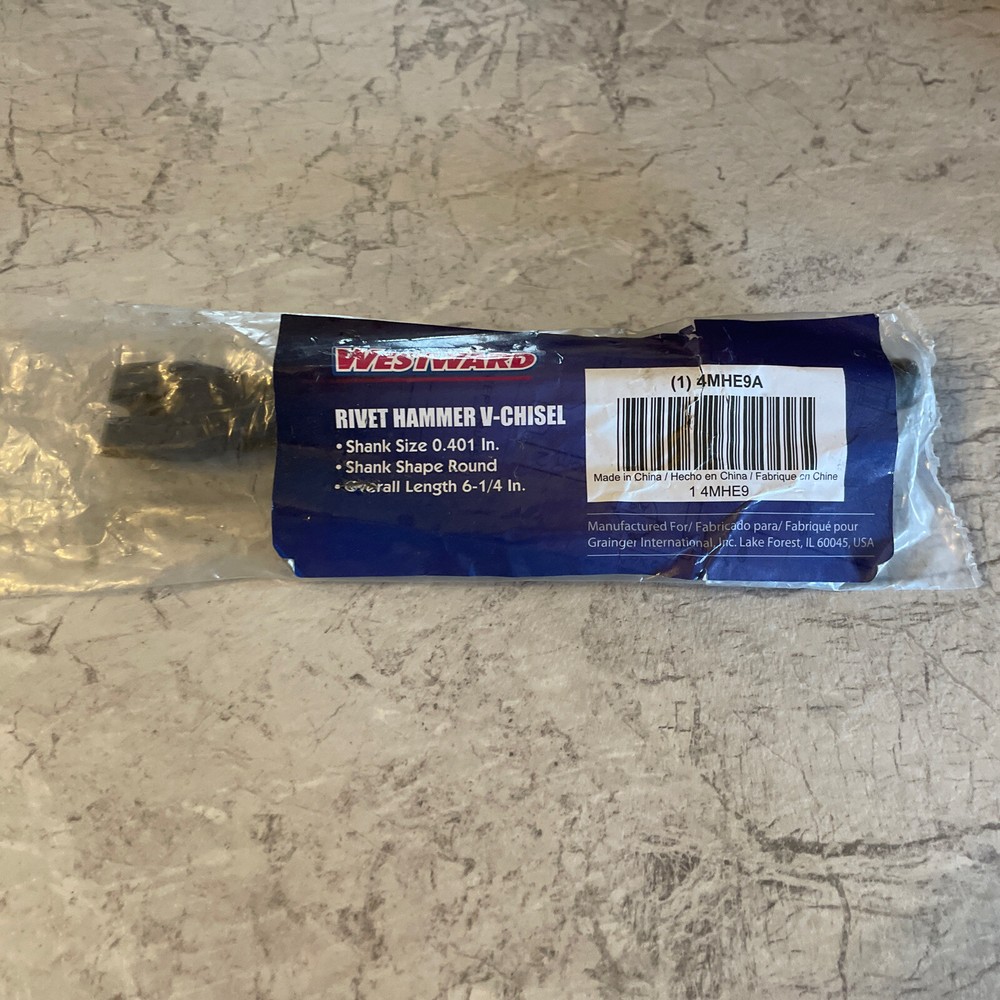 WESTWARD
RIVET HAMMER V-CHISEL
• Shank Size 0.401 In.
• Shank Shape Round
• Overall Length 6-1/4 In.
(1) 4MHE9A
Made in China / Hecho en China / Fabrique en Chine
1 4MHE9
Manufactured For/ Fabricado para/ Fabriqué pour
Grainger International, Inc. Lake Forest, IL 60045, USA